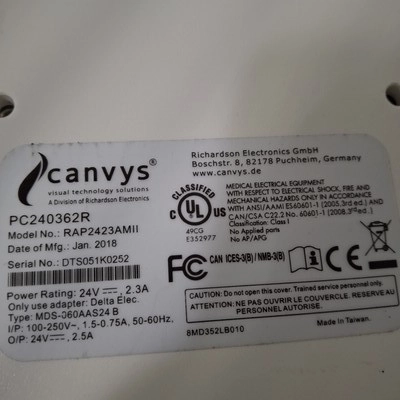 canvys®
visual technology solutions
A Division of Richardson Electronics
Richardson Electronics GmbH
Boschstr. 8, 82178 Puchheim, Germany
www.canvys.de
PC240362R
Model No.: RAP2423AMII
Date of Mfg.: Jan. 2018
Serial No.: DTS051K0252
Power Rating: 24V ⎓, 2.3A
Adapter - use only: Delta Elec.
Type: MDS-060AAS24 B
I/P: 100-250V~, 1.5-0.75A, 50-60Hz,
O/P: 24V ⎓, 2.5A
CLASSIFIED
C UL® US
49CG
E352977
MEDICAL ELECTRICAL EQUIPMENT
WITH RESPECT TO ELECTRICAL SHOCK, FIRE AND
MECHANICAL HAZARDS ONLY IN ACCORDANCE
WITH ANSI/AAMI ES60601-1 (2005,3rd ed.) AND
CAN/CSA C22.2 No. 60601-1 (2008,3rd ed.)
Not protected against
No AP/APG
FC CAN ICES-3(B) / NMB-3(B) CE
Caution: Do not open cover. Trained service personnel only.
ATTENTION: NE PAS OUVRIR LE COUVERCLE. RESERVE AU
PERSONNEL AUTORISE.
8MD352LB010
Made in Taiwan.